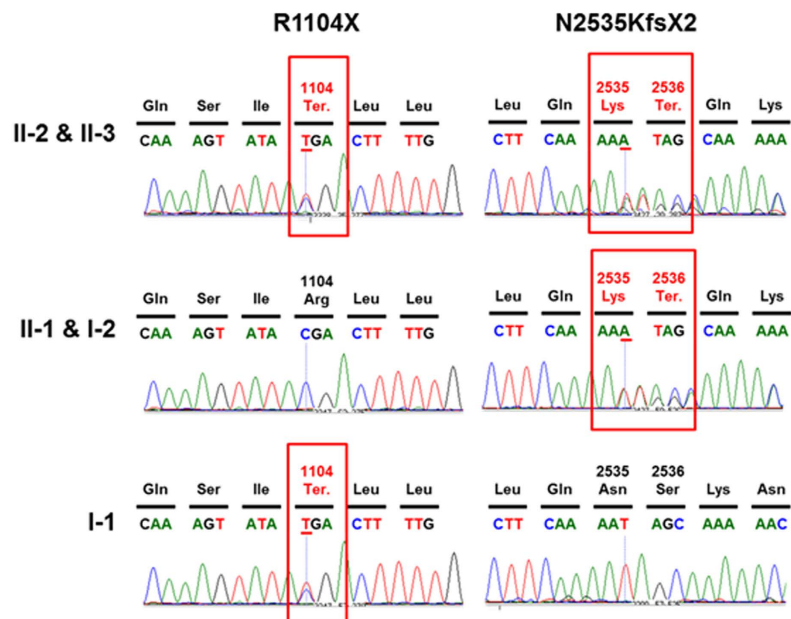 R1104X N2535KfsX2
II-2 & II-3
1104 2535 2536
Gln Ser Ile Ter. Leu Leu Leu Gln Lys Ter. Gln Lys
CAA AGT ATA TGA CTT TTG CTT CAA AAA TAG CAA AAA
II-1 & I-2
1104 2535 2536
Gln Ser Ile Arg Leu Leu Leu Gln Lys Ter. Gln Lys
CAA AGT ATA CGA CTT TTG CTT CAA AAA TAG CAA AAA
I-1
1104 2535 2536
Gln Ser Ile Ter. Leu Leu Leu Gln Asn Ser Lys Asn
CAA AGT ATA TGA CTT TTG CTT CAA AAT AGC AAA AAC